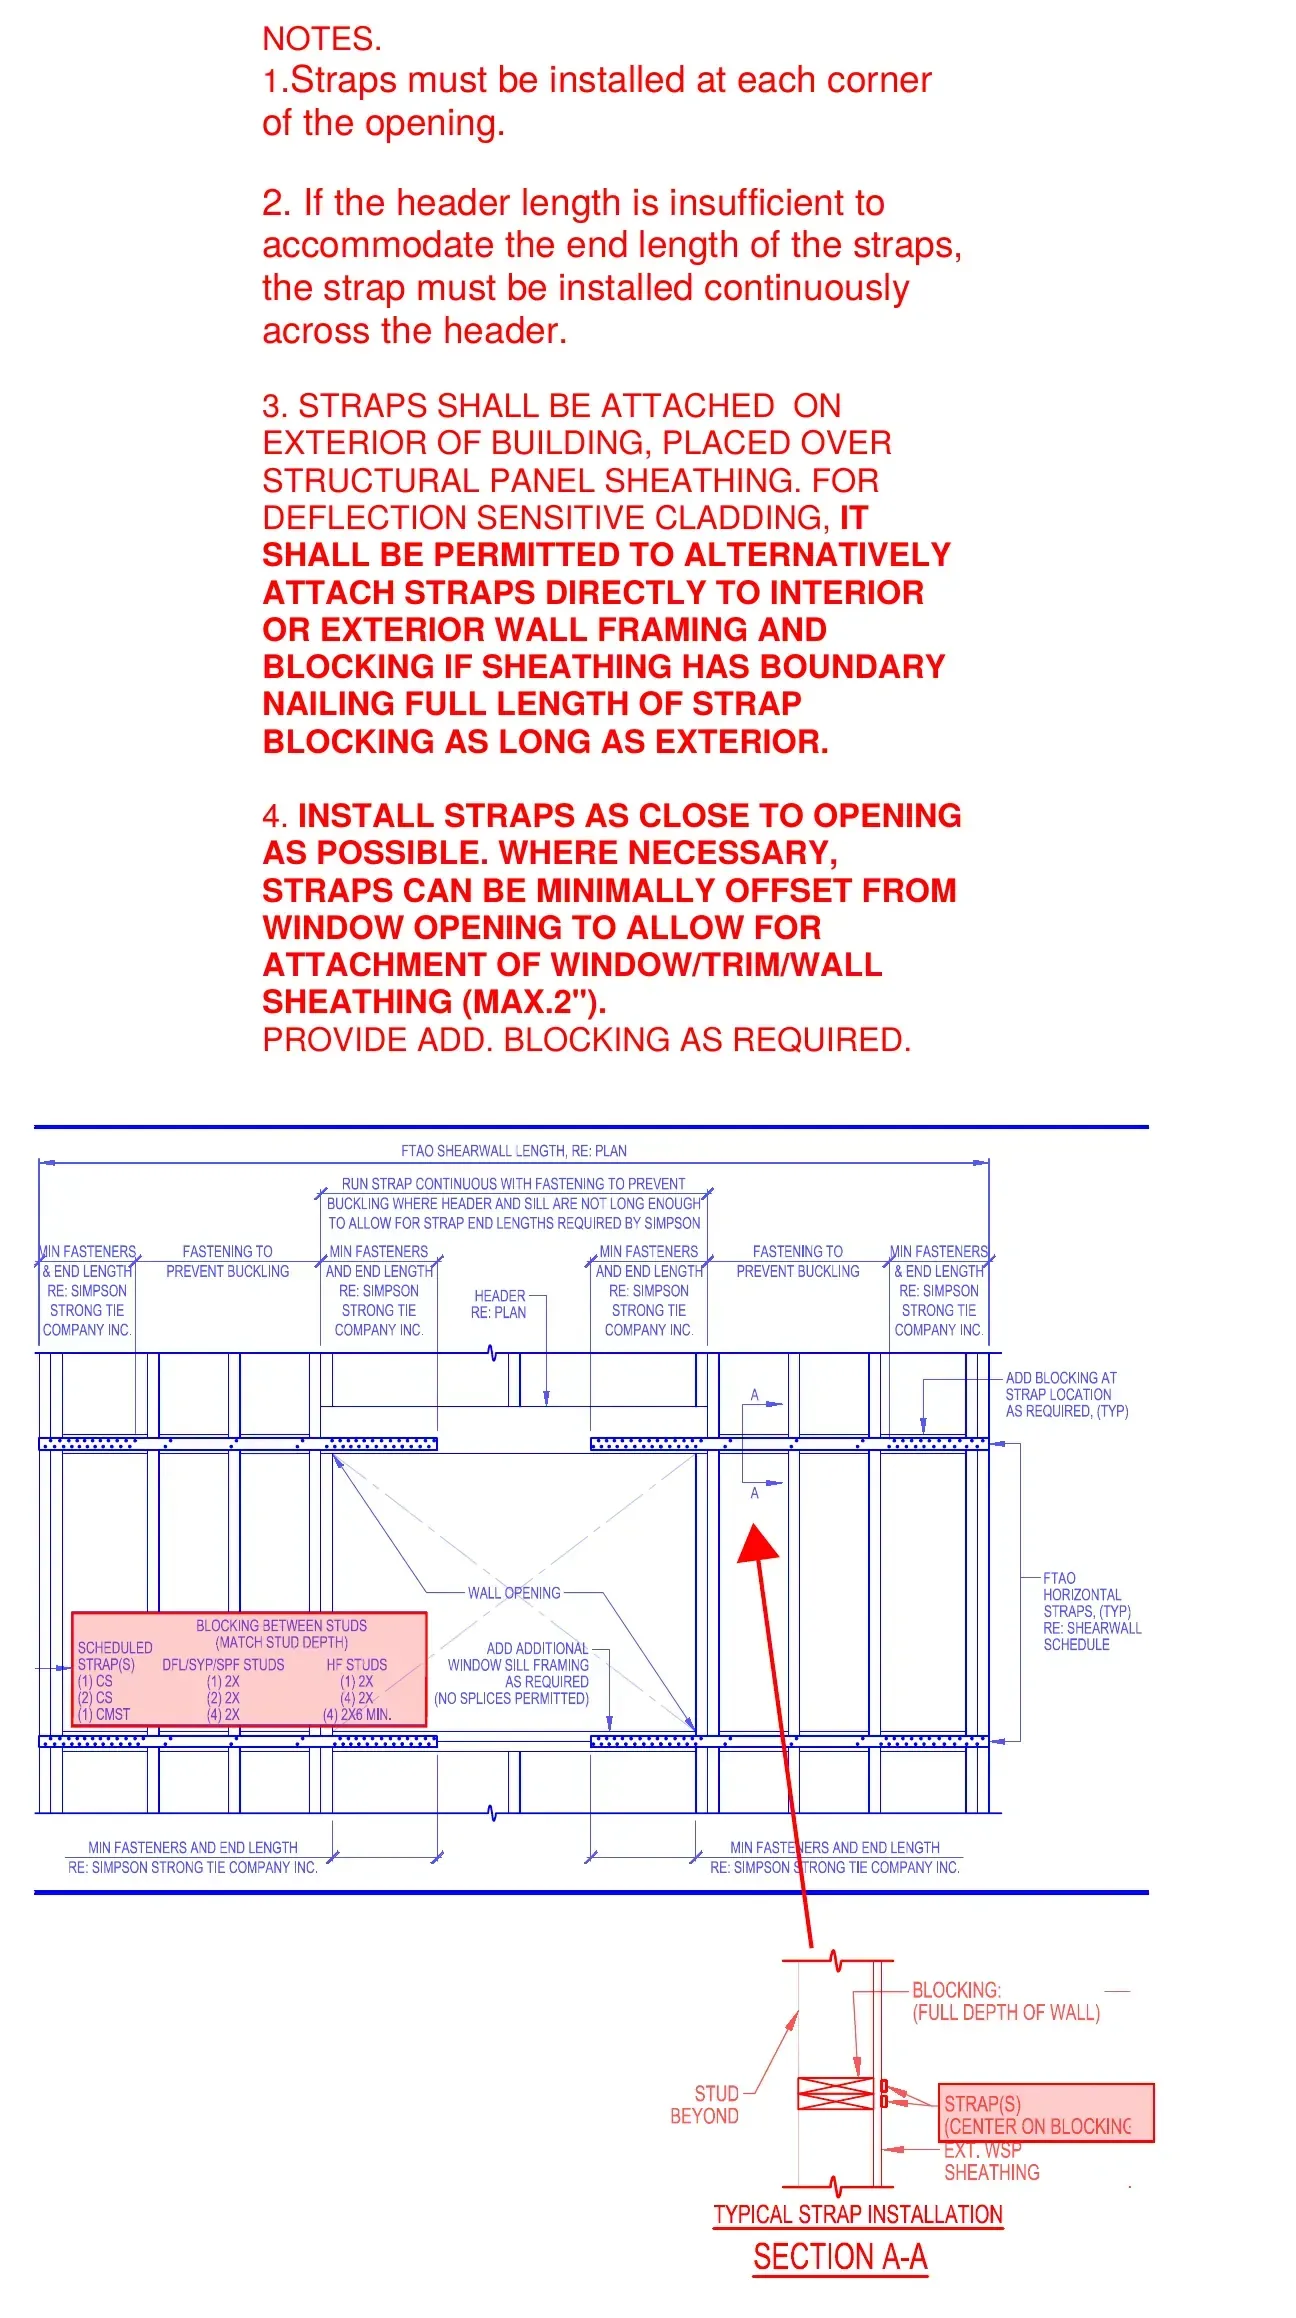 NOTES.
1.Straps must be installed at each corner
of the opening.
2. If the header length is insufficient to
accommodate the end length of the straps,
the strap must be installed continuously
across the header.
3. STRAPS SHALL BE ATTACHED ON
EXTERIOR OF BUILDING, PLACED OVER
STRUCTURAL PANEL SHEATHING. FOR
DEFLECTION SENSITIVE CLADDING, IT
SHALL BE PERMITTED TO ALTERNATIVELY
ATTACH STRAPS DIRECTLY TO INTERIOR
OR EXTERIOR WALL FRAMING AND
BLOCKING IF SHEATHING HAS BOUNDARY
NAILING FULL LENGTH OF STRAP
BLOCKING AS LONG AS EXTERIOR.
4. INSTALL STRAPS AS CLOSE TO OPENING
AS POSSIBLE. WHERE NECESSARY,
STRAPS CAN BE MINIMALLY OFFSET FROM
WINDOW OPENING TO ALLOW FOR
ATTACHMENT OF WINDOW/TRIM/WALL
SHEATHING (MAX.2").
PROVIDE ADD. BLOCKING AS REQUIRED.
FTAO SHEARWALL LENGTH, RE: PLAN
RUN STRAP CONTINUOUS WITH FASTENING TO PREVENT
BUCKLING WHERE HEADER AND SILL ARE NOT LONG ENOUGH
TO ALLOW FOR STRAP END LENGTHS REQUIRED BY SIMPSON
MIN FASTENERS
& END LENGTH
RE: SIMPSON
STRONG TIE
COMPANY INC.
FASTENING TO
PREVENT BUCKLING
MIN FASTENERS
AND END LENGTH
RE: SIMPSON
STRONG TIE
COMPANY INC.
HEADER
RE: PLAN
MIN FASTENERS
AND END LENGTH
RE: SIMPSON
STRONG TIE
COMPANY INC.
FASTENING TO
PREVENT BUCKLING
MIN FASTENERS
& END LENGTH
RE: SIMPSON
STRONG TIE
COMPANY INC.
ADD BLOCKING AT
STRAP LOCATION
AS REQUIRED, (TYP)
A
A
WALL OPENING
FTAO
HORIZONTAL
STRAPS, (TYP)
RE: SHEARWALL
SCHEDULE
BLOCKING BETWEEN STUDS
(MATCH STUD DEPTH)
SCHEDULED
STRAP(S) DFL/SYP/SPF STUDS HF STUDS
(1) CS (1) 2X (1) 2X
(2) CS (2) 2X (4) 2X
(1) CMST (4) 2X (4) 2X6 MIN.
ADD ADDITIONAL
WINDOW SILL FRAMING
AS REQUIRED
(NO SPLICES PERMITTED)
MIN FASTENERS AND END LENGTH
RE: SIMPSON STRONG TIE COMPANY INC.
MIN FASTENERS AND END LENGTH
RE: SIMPSON STRONG TIE COMPANY INC.
BLOCKING:
(FULL DEPTH OF WALL)
STUD
BEYOND
STRAP(S)
(CENTER ON BLOCKING
EXT. WSP
SHEATHING
TYPICAL STRAP INSTALLATION
SECTION A-A